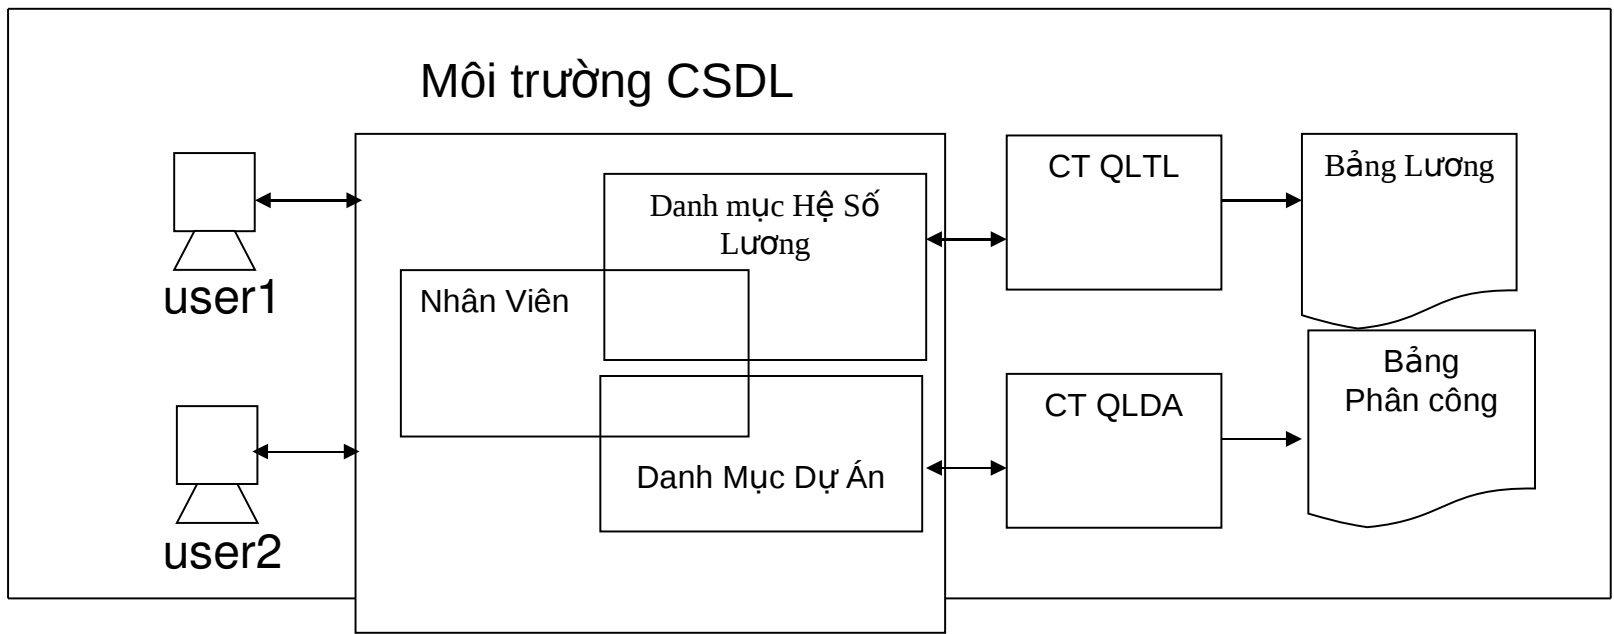 Môi trường CSDL
user1
user2
Danh mục Hệ Số
Lương
Nhân Viên
Danh Mục Dự Án
CT QLTL
CT QLDA
Bảng Lương
Bảng
Phân công